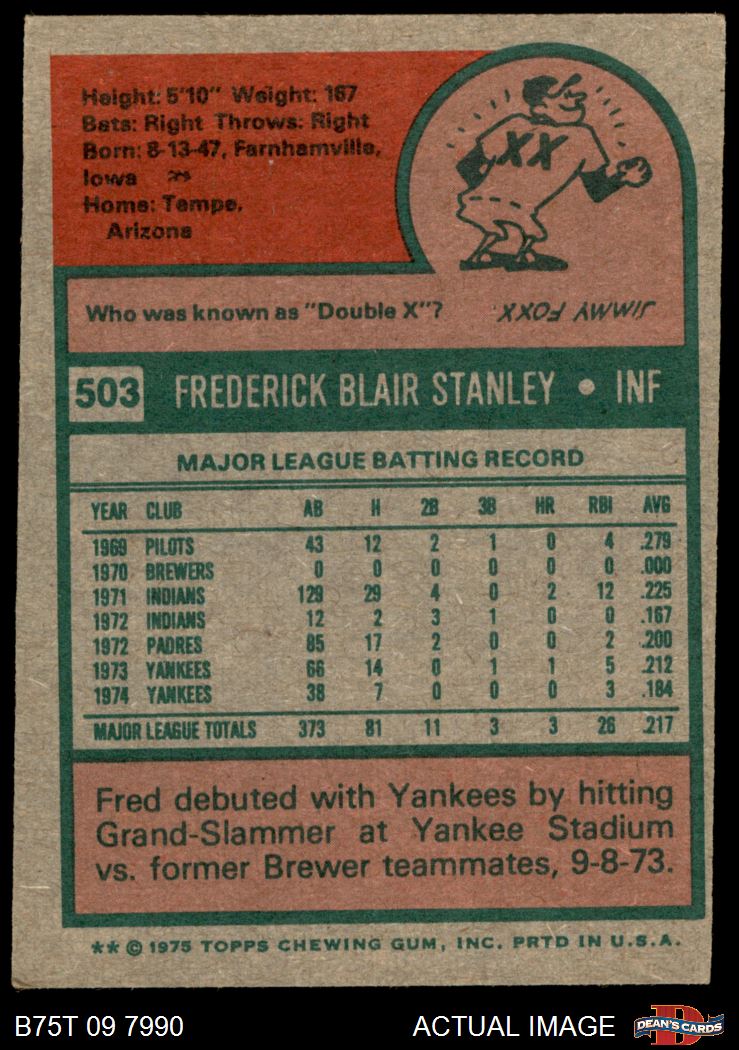 Height: 5'10" Weight: 167
Bats: Right Throws: Right
Born: 8-13-47, Farnhamville,
Iowa
Home: Tempe,
Arizona
XX
Who was known as "Double X"? JIMMY FOXX.
503 FREDERICK BLAIR STANLEY • INF
MAJOR LEAGUE BATTING RECORD
YEAR CLUB AB H 2B 3B HR RBI AVG
1969 PILOTS 43 12 2 1 0 4 .279
1970 BREWERS 0 0 0 0 0 0 .000
1971 INDIANS 129 29 4 0 2 12 .225
1972 INDIANS 12 2 3 1 0 0 .167
1972 PADRES 85 17 2 0 0 2 .200
1973 YANKEES 66 14 0 1 1 5 .212
1974 YANKEES 38 7 0 0 0 3 .184
MAJOR LEAGUE TOTALS 373 81 11 3 3 26 .217
Fred debuted with Yankees by hitting
Grand-Slammer at Yankee Stadium
vs. former Brewer teammates, 9-8-73.
** © 1975 TOPPS CHEWING GUM, INC. PRTD IN U.S.A.
B75T 09 7990 ACTUAL IMAGE DEAN'S CARDS